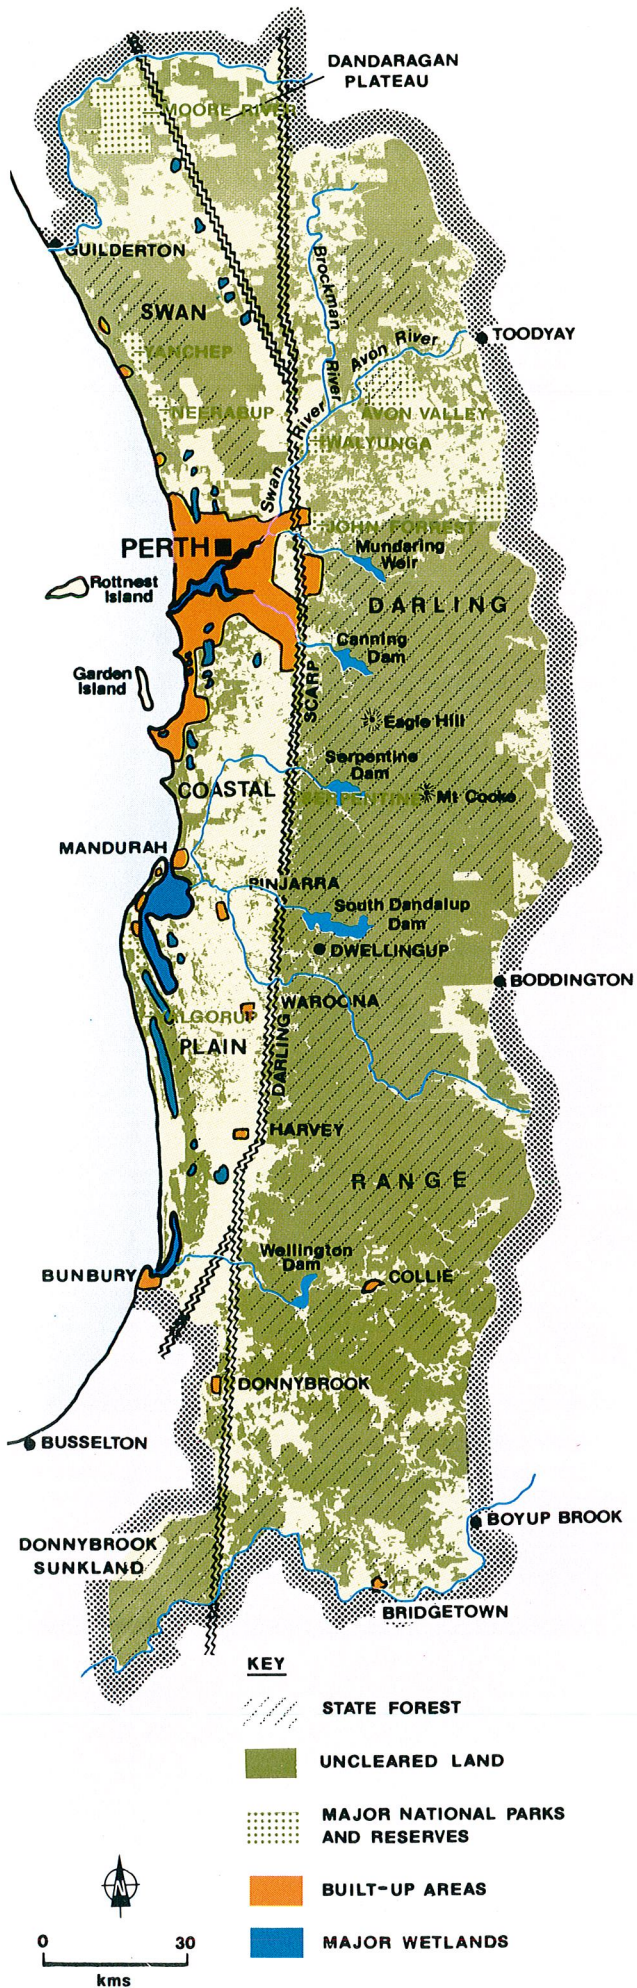 DANDARAGAN
PLATEAU
MOORE RIVER
GUILDERTON
SWAN
Brockman
River
Avon River
TOODYAY
YANCHEP
NEERABUP
AVON VALLEY
Swan River
WALYUNGA
JOHN FORREST
PERTH
Mundaring
Weir
Rottnest
Island
DARLING
Canning
Dam
Garden
Island
SCARP
Eagle Hill
Serpentine
Dam
COASTAL
SERPENTINE
Mt Cooke
MANDURAH
PINJARRA
South Dandalup
Dam
DWELLINGUP
BODDINGTON
WAROONA
PLAIN
DARLING
HARVEY
RANGE
Wellington
Dam
BUNBURY
COLLIE
DONNYBROOK
BUSSELTON
BOYUP BROOK
DONNYBROOK
SUNKLAND
BRIDGETOWN
KEY
STATE FOREST
UNCLEARED LAND
MAJOR NATIONAL PARKS
AND RESERVES
N
BUILT-UP AREAS
MAJOR WETLANDS
0 30
kms